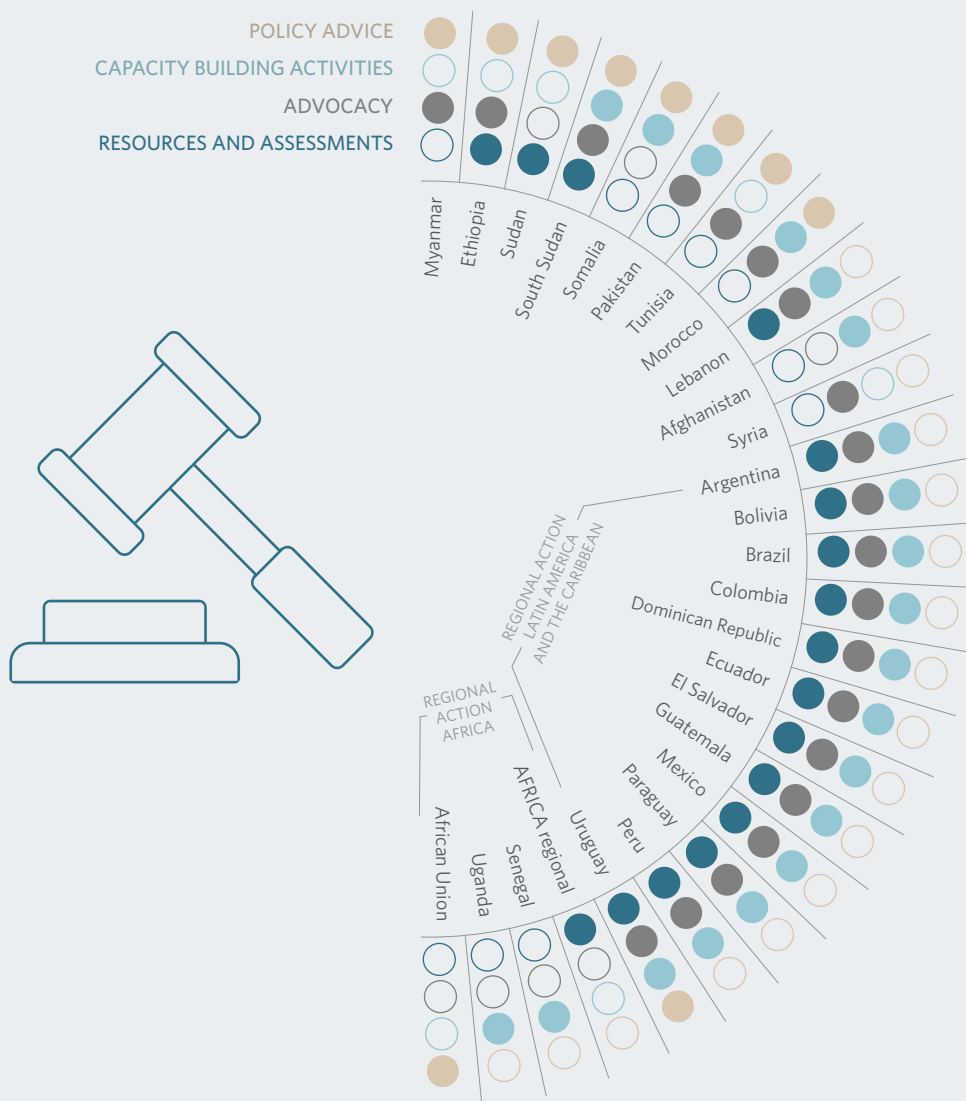 POLICY ADVICE
CAPACITY BUILDING ACTIVITIES
ADVOCACY
RESOURCES AND ASSESSMENTS
Myanmar
Ethiopia
Sudan
South Sudan
Somalia
Pakistan
Tunisia
Morocco
Lebanon
Afghanistan
Syria
Argentina
Bolivia
Brazil
Colombia
Dominican Republic
Ecuador
El Salvador
Guatemala
Mexico
Paraguay
Peru
Uruguay
AFRICA regional
Senegal
Uganda
African Union
REGIONAL ACTION
LATIN AMERICA
AND THE CARIBBEAN
REGIONAL
ACTION
AFRICA